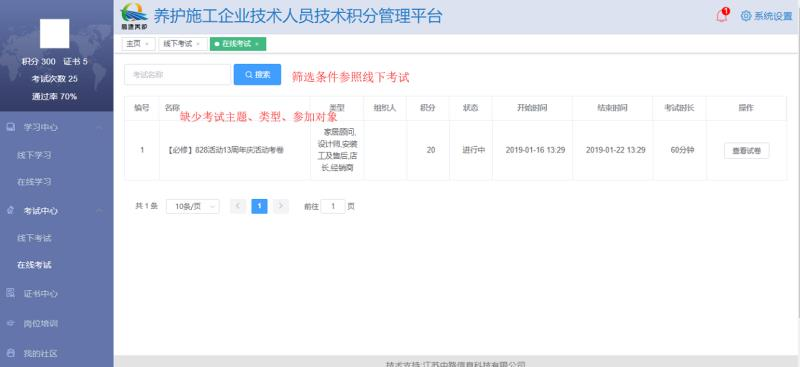 易通养护
养护施工企业技术人员技术积分管理平台
1
系统设置
积分 300 证书 5
考试次数 25
通过率 70%
学习中心
线下学习
在线学习
考试中心
线下考试
在线考试
证书中心
岗位培训
我的社区
主页 ×
线下考试 ×
在线考试 ×
考试名称
搜索
筛选条件参照线下考试
编号 名称 类型 组织人 积分 状态 开始时间 结束时间 考试时长 操作
缺少考试主题、类型、参加对象
1 【必修】828活动13周年庆活动考卷
家居顾问,
设计师,安装
工及售后,店
长,经销商
20 进行中 2019-01-16 13:29 2019-01-22 13:29 60分钟 查看试卷
共 1 条 10条/页 1 前往 1 页
技术支持:江苏中路信息科技有限公司